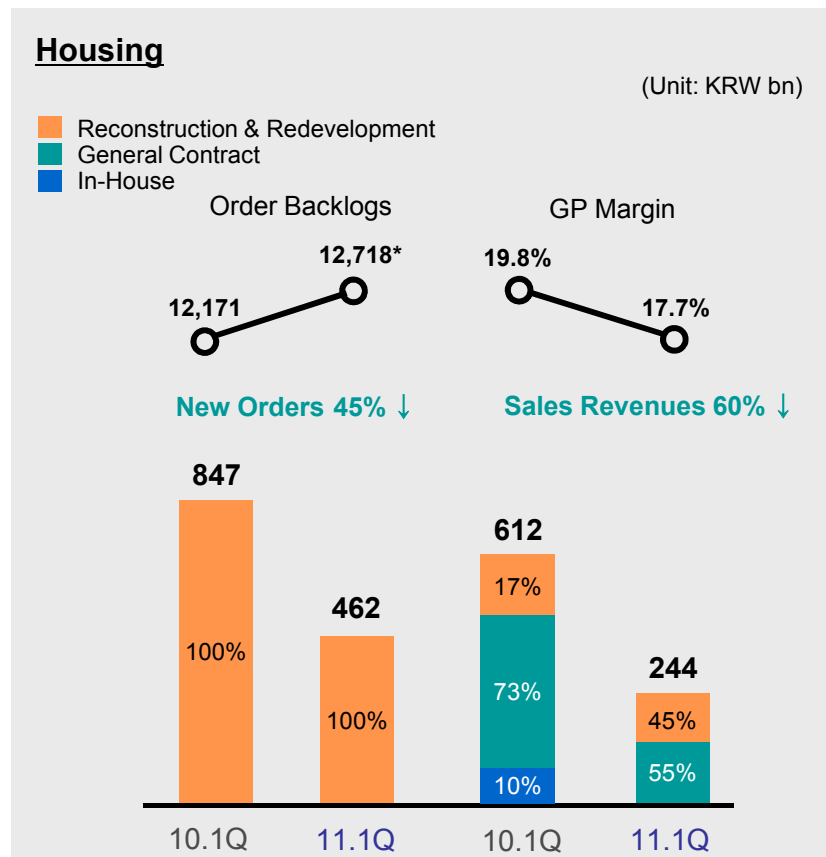 Housing
(Unit: KRW bn)
Reconstruction & Redevelopment
General Contract
In-House
Order Backlogs
GP Margin
12,718*
19.8%
12,171
17.7%
New Orders 45% ↓
Sales Revenues 60% ↓
847
612
462
244
17%
100%
73%
100%
45%
55%
10%
10.1Q
11.1Q
10.1Q
11.1Q